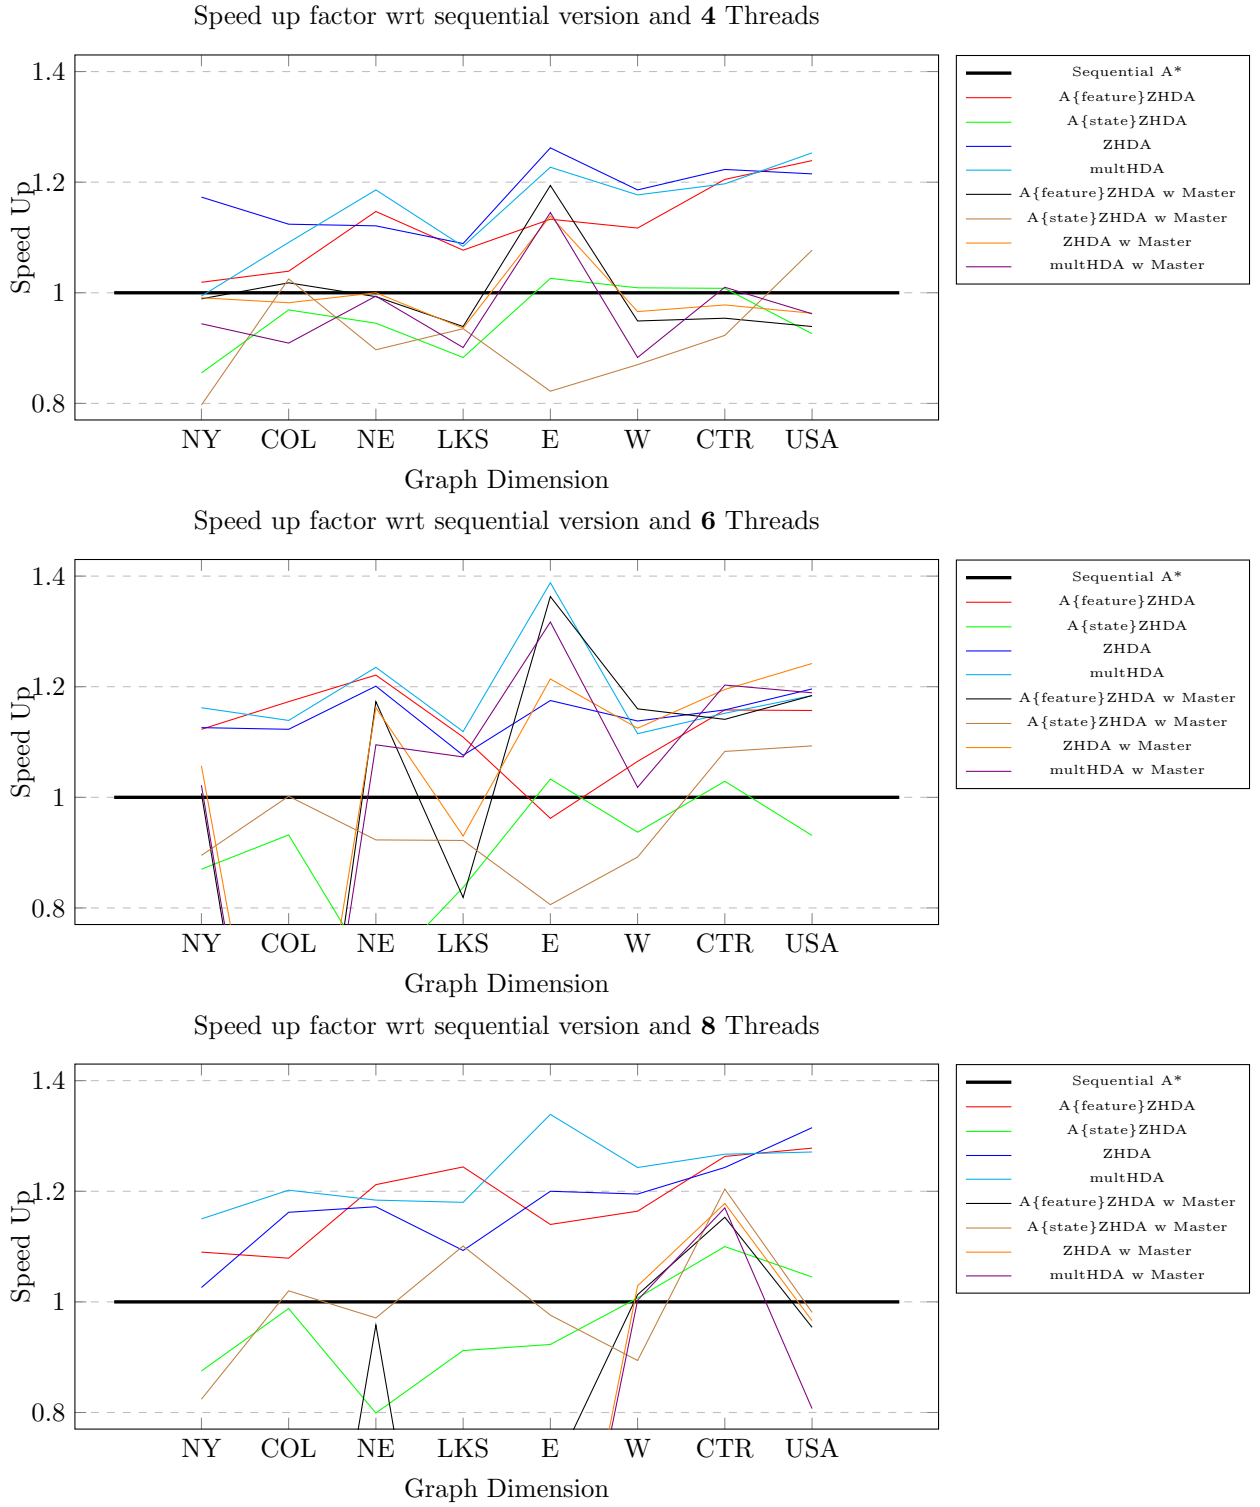 Speed up factor wrt sequential version and 4 Threads
1.4
1.2
1
0.8
Speed Up
NY COL NE LKS E W CTR USA
Graph Dimension
Sequential A*
A{feature}ZHDA
A{state}ZHDA
ZHDA
multHDA
A{feature}ZHDA w Master
A{state}ZHDA w Master
ZHDA w Master
multHDA w Master
Speed up factor wrt sequential version and 6 Threads
1.4
1.2
1
0.8
Speed Up
NY COL NE LKS E W CTR USA
Graph Dimension
Sequential A*
A{feature}ZHDA
A{state}ZHDA
ZHDA
multHDA
A{feature}ZHDA w Master
A{state}ZHDA w Master
ZHDA w Master
multHDA w Master
Speed up factor wrt sequential version and 8 Threads
1.4
1.2
1
0.8
Speed Up
NY COL NE LKS E W CTR USA
Graph Dimension
Sequential A*
A{feature}ZHDA
A{state}ZHDA
ZHDA
multHDA
A{feature}ZHDA w Master
A{state}ZHDA w Master
ZHDA w Master
multHDA w Master